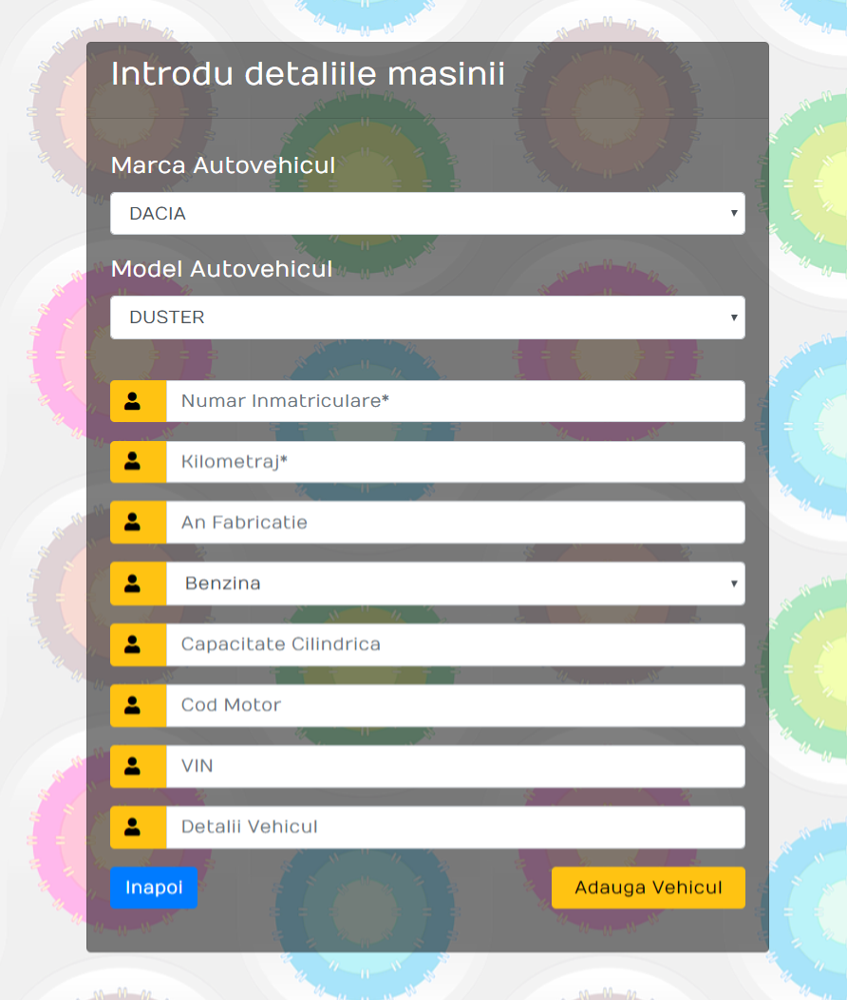 Introdu detaliile masinii
Marca Autovehicul
DACIA
Model Autovehicul
DUSTER
Numar Inmatriculare*
Kilometraj*
An Fabricatie
Benzina
Capacitate Cilindrica
Cod Motor
VIN
Detalii Vehicul
Inapoi
Adauga Vehicul